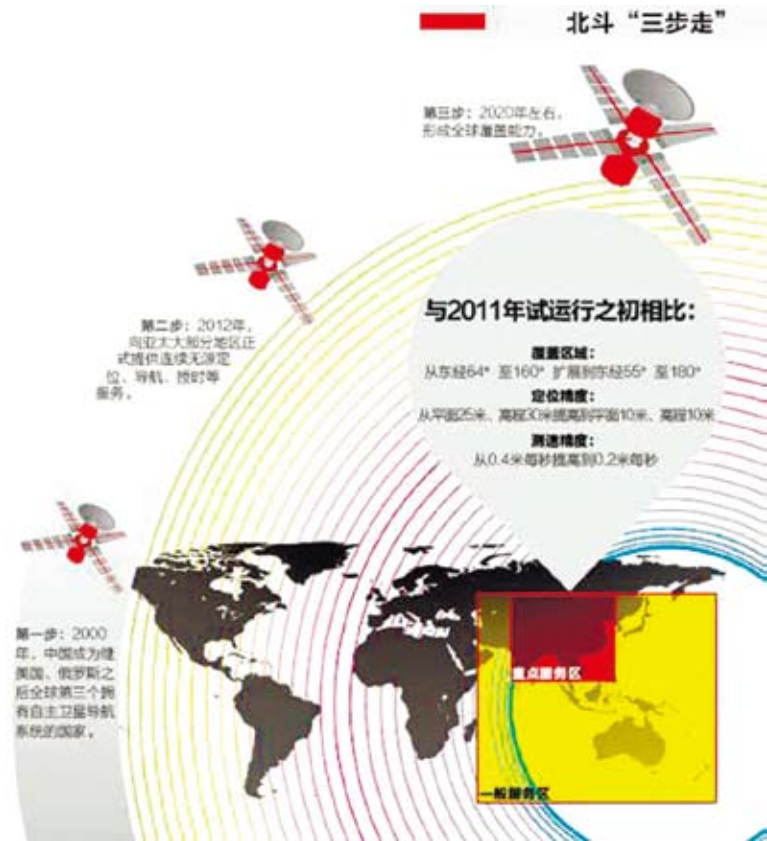 北斗“三步走”
第三步：2020年左右，
形成全球覆盖能力。
第二步：2012年，
向亚太大部分地区正
式提供连续无源定
位、导航、授时等
服务。
与2011年试运行之初相比：
覆盖区域：
从东经64° 至160° 扩展到东经55° 至180°
定位精度：
从平面25米、高程30米提高到平面10米、高程10米
测速精度：
从0.4米每秒提高到0.2米每秒
第一步：2000
年，中国成为继
美国、俄罗斯之
后全球第三个拥
有自主卫星导航
系统的国家。
重点服务区
一般服务区